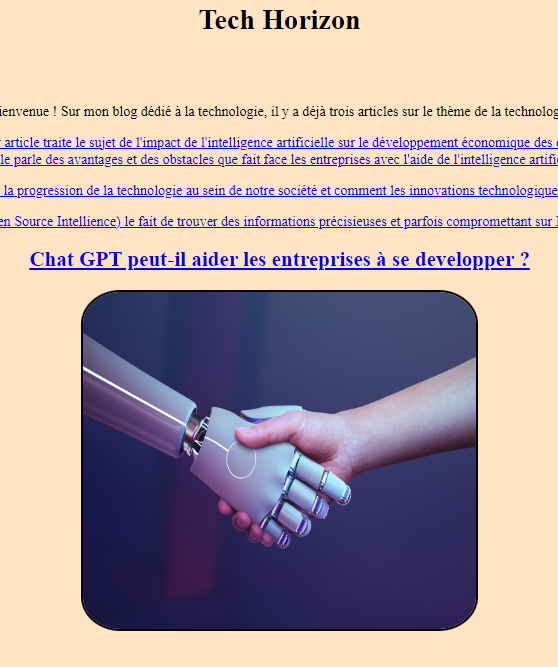 Tech Horizon
ienvenue ! Sur mon blog dédié à la technologie, il y a déjà trois articles sur le thème de la technolog
article traite le sujet de l'impact de l'intelligence artificielle sur le développement économique des
le parle des avantages et des obstacles que fait face les entreprises avec l'aide de l'intelligence artifi
la progression de la technologie au sein de notre société et comment les innovations technologique
en Source Intellience) le fait de trouver des informations précisieuses et parfois compromettant sur
Chat GPT peut-il aider les entreprises à se developper ?